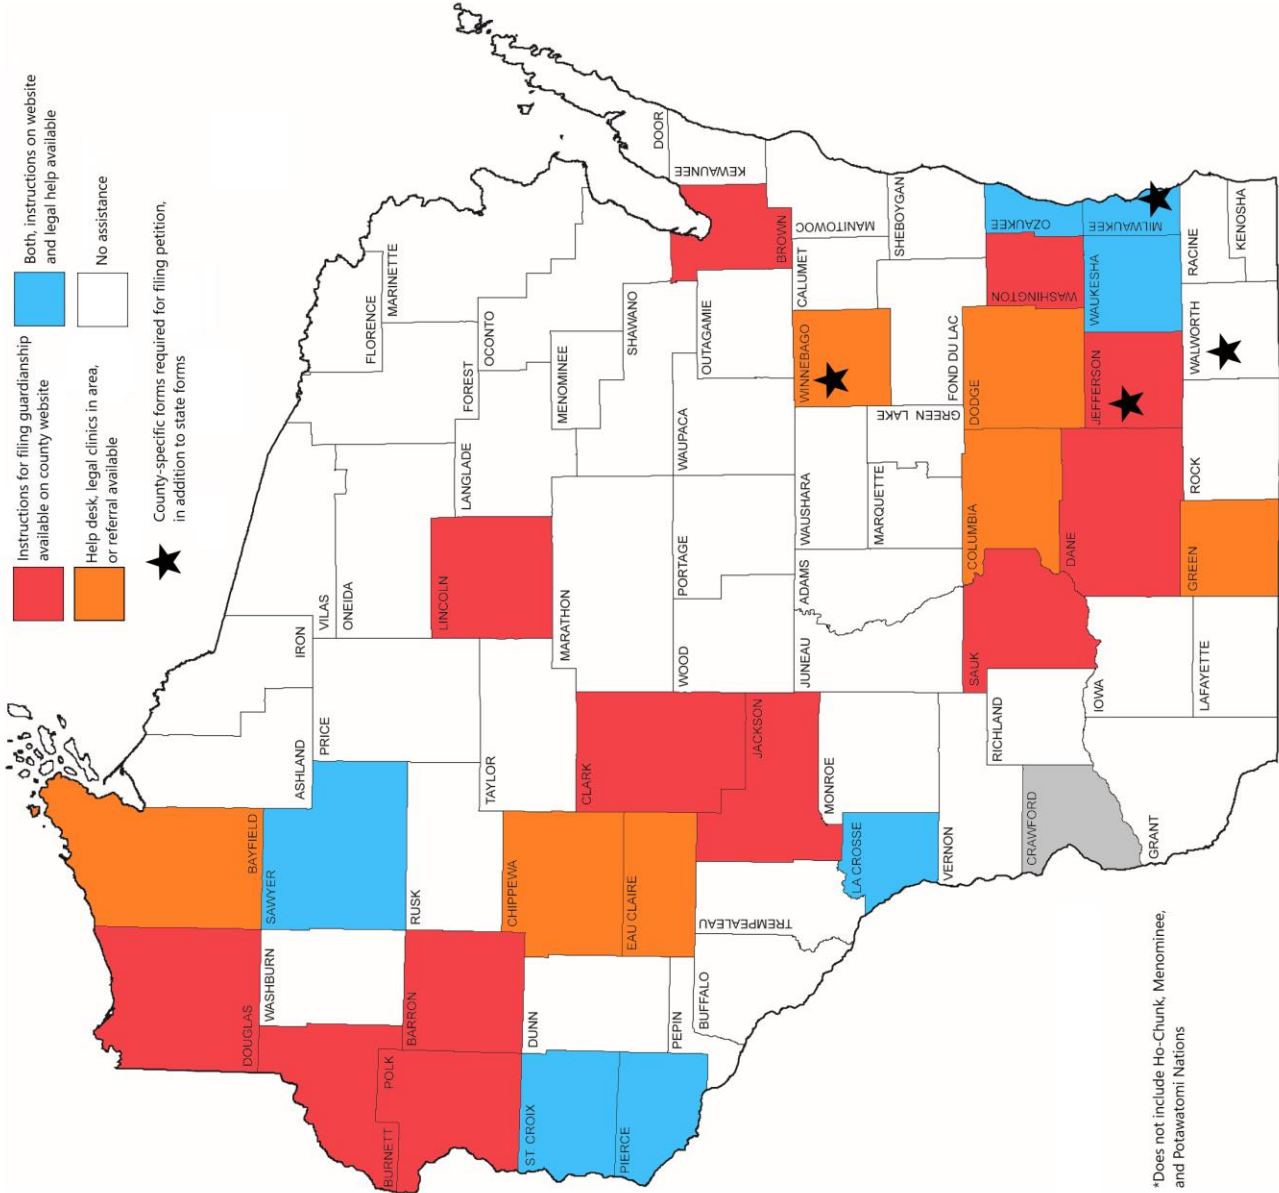 Instructions for filing guardianship
available on county website
Help desk, legal clinics in area,
or referral available
Both, instructions on website
and legal help available
No assistance
County-specific forms required for filing petition,
in addition to state forms
DOUGLAS
BAYFIELD
ASHLAND
IRON
VILAS
BURNETT
WASHBURN
SAWYER
PRICE
ONEIDA
FLORENCE
FOREST
MARINETTE
POLK
BARRON
RUSK
LINCOLN
LANGLADE
OCONTO
TAYLOR
ST. CROIX
DUNN
CHIPPEWA
MARATHON
MENOMINEE
PIERCE
PEPIN
EAU CLAIRE
CLARK
SHAWANO
DOOR
BUFFALO
TREMPEALEAU
JACKSON
WOOD
PORTAGE
WAUPACA
OUTAGAMIE
BROWN
KEWAUNEE
LA CROSSE
MONROE
JUNEAU
ADAMS
WAUSHARA
WINNEBAGO
CALUMET
MANITOWOC
MARQUETTE
GREEN LAKE
FOND DU LAC
SHEBOYGAN
VERNON
CRAWFORD
RICHLAND
SAUK
COLUMBIA
DODGE
WASHINGTON
OZAUKEE
GRANT
IOWA
DANE
JEFFERSON
WAUKESHA
MILWAUKEE
LAFAYETTE
GREEN
ROCK
WALWORTH
RACINE
KENOSHA
*Does not include Ho-Chunk, Menominee,
and Potawatomi Nations